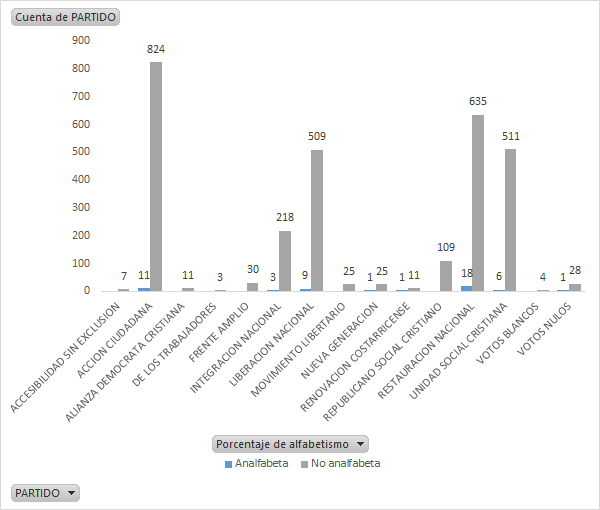 Cuenta de PARTIDO
900
800
700
600
500
400
300
200
100
0
7
11
824
11
3
30
3
218
9
509
25
1
25
1
11
109
18
635
6
511
4
1
28
ACCESIBILIDAD SIN EXCLUSION
ACCION CIUDADANA
ALIANZA DEMOCRATA CRISTIANA
DE LOS TRABAJADORES
FRENTE AMPLIO
INTEGRACION NACIONAL
LIBERACION NACIONAL
MOVIMIENTO LIBERTARIO
NUEVA GENERACION
RENOVACION COSTARRICENSE
REPUBLICANO SOCIAL CRISTIANO
RESTAURACION NACIONAL
UNIDAD SOCIAL CRISTIANA
VOTOS BLANCOS
VOTOS NULOS
Porcentaje de alfabetismo
Analfabeta No analfabeta
PARTIDO